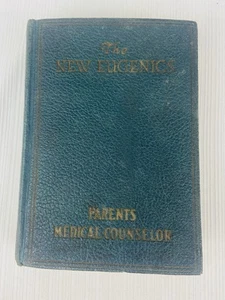 The
NEW EUGENICS
PARENTS
MEDICAL COUNSELOR